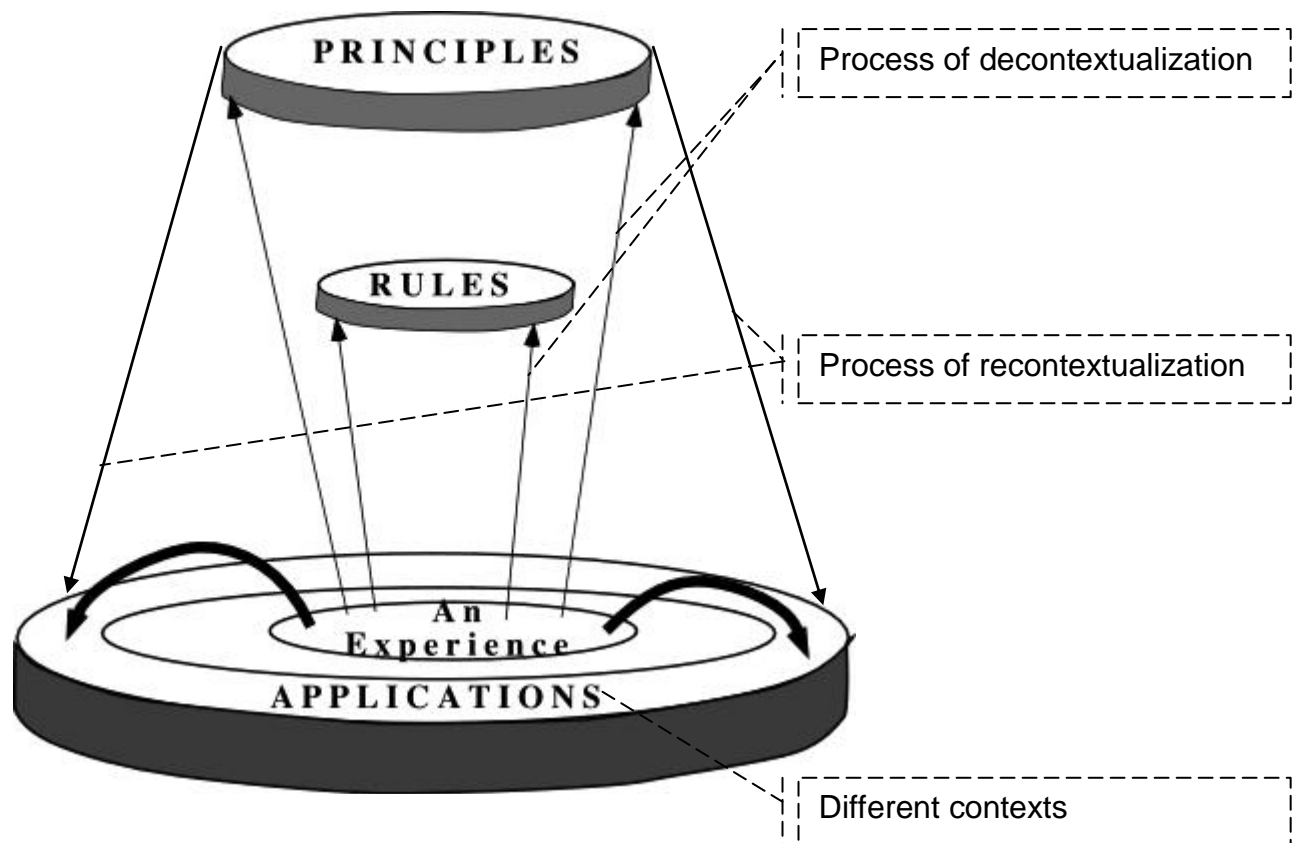 PRINCIPLES
Process of decontextualization
RULES
Process of recontextualization
An
Experience
APPLICATIONS
Different contexts